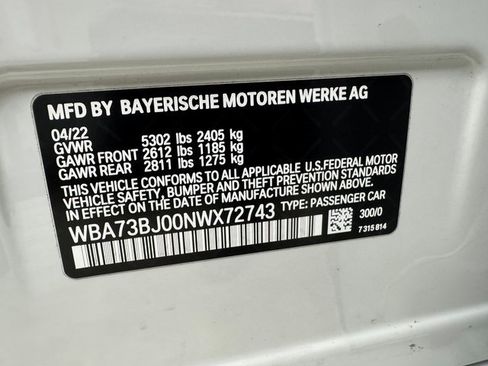 MFD BY BAYERISCHE MOTOREN WERKE AG
04/22
GVWR 5302 lbs 2405 kg
GAWR FRONT 2612 lbs 1185 kg
GAWR REAR 2811 lbs 1275 kg
THIS VEHICLE CONFORMS TO ALL APPLICABLE U.S.FEDERAL MOTOR
VEHICLE SAFETY, BUMPER, AND THEFT PREVENTION STANDARDS
IN EFFECT ON THE DATE OF MANUFACTURE SHOWN ABOVE.
WBA73BJ00NWX72743 TYPE: PASSENGER CAR
300/0
7 315 814